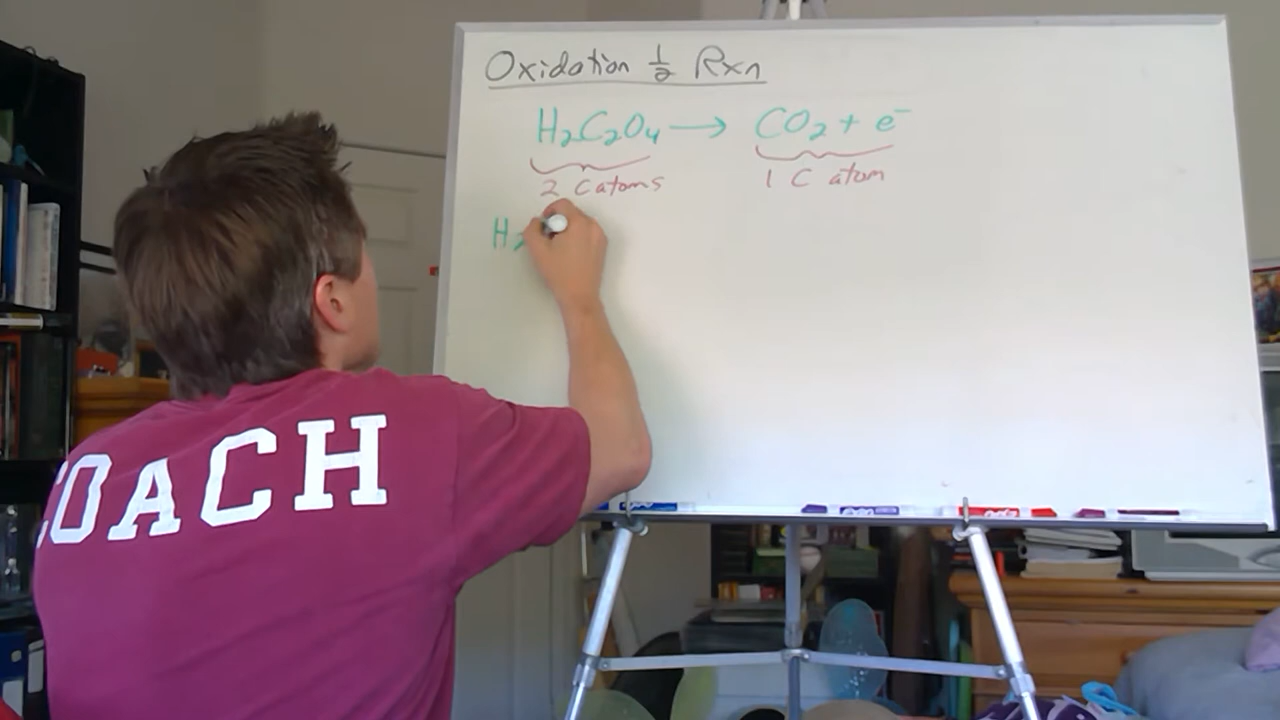 Oxidation ½ Rxn
H₂C₂O₄ → CO₂ + e⁻
2 C atoms 1 C atom
H₂
COACH